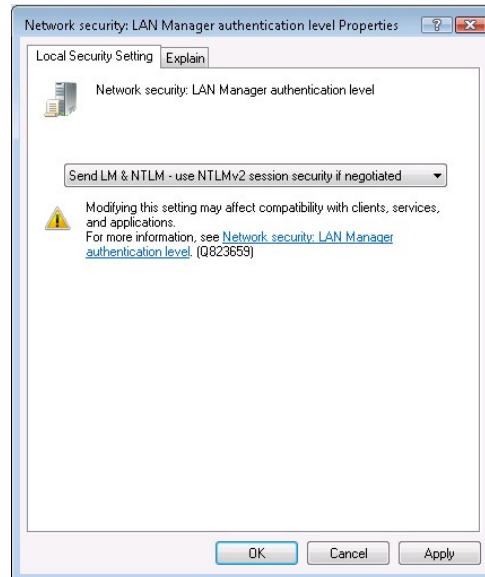 Network security: LAN Manager authentication level Properties
Local Security Setting
Explain
Network security: LAN Manager authentication level
Send LM & NTLM - use NTLMv2 session security if negotiated
Modifying this setting may affect compatibility with clients, services,
and applications.
For more information, see Network security: LAN Manager
authentication level. (Q823659)
OK
Cancel
Apply